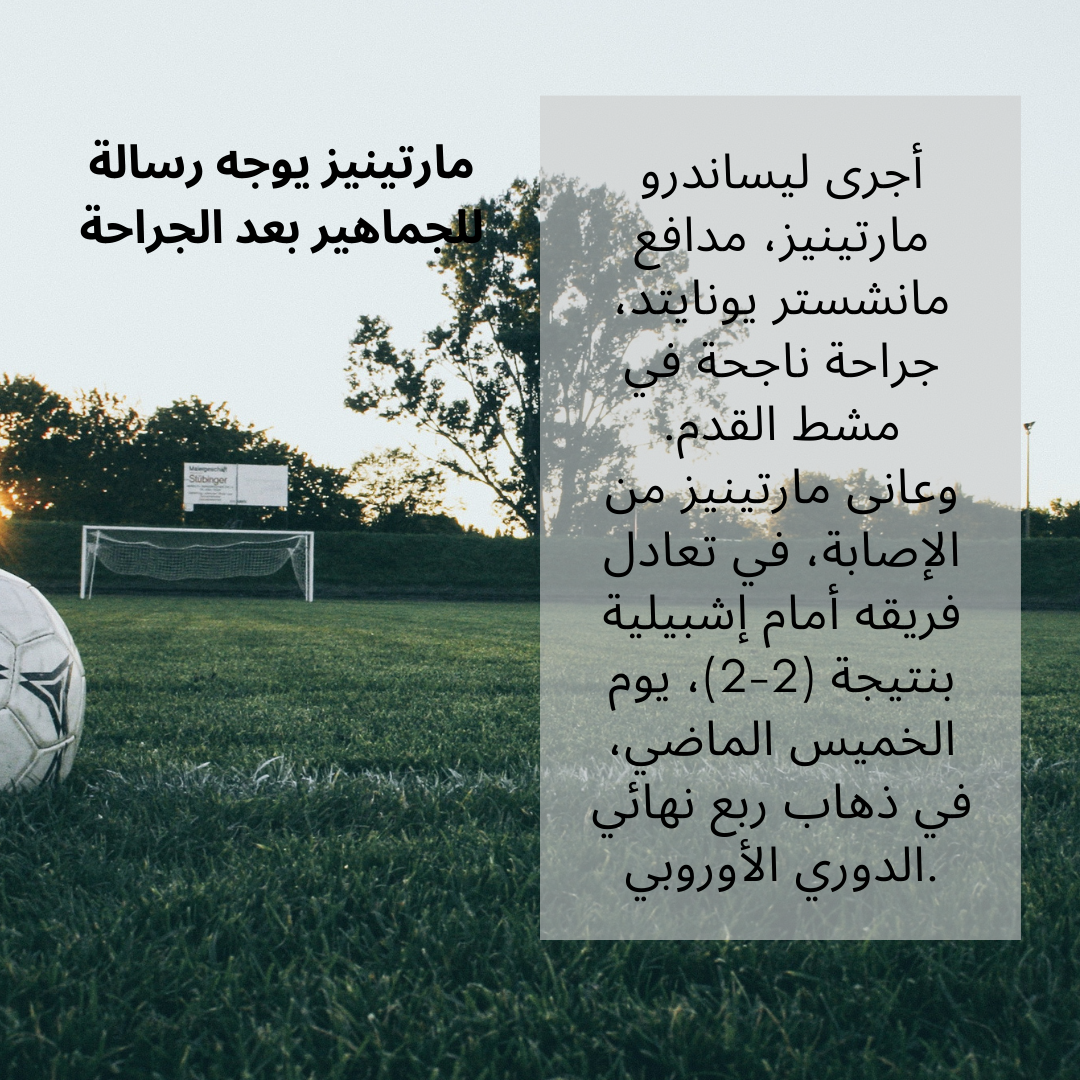 مارتينيز يوجه رسالة
للجماهير بعد الجراحة
أجرى ليساندرو
مارتينيز، مدافع
مانشستر يونايتد،
جراحة ناجحة في
مشط القدم.
وعانى مارتينيز من
الإصابة، في تعادل
فريقه أمام إشبيلية
بنتيجة (2-2)، يوم
الخميس الماضي،
في ذهاب ربع نهائي
.الدوري الأوروبي
Malergeschäft
Stübinger